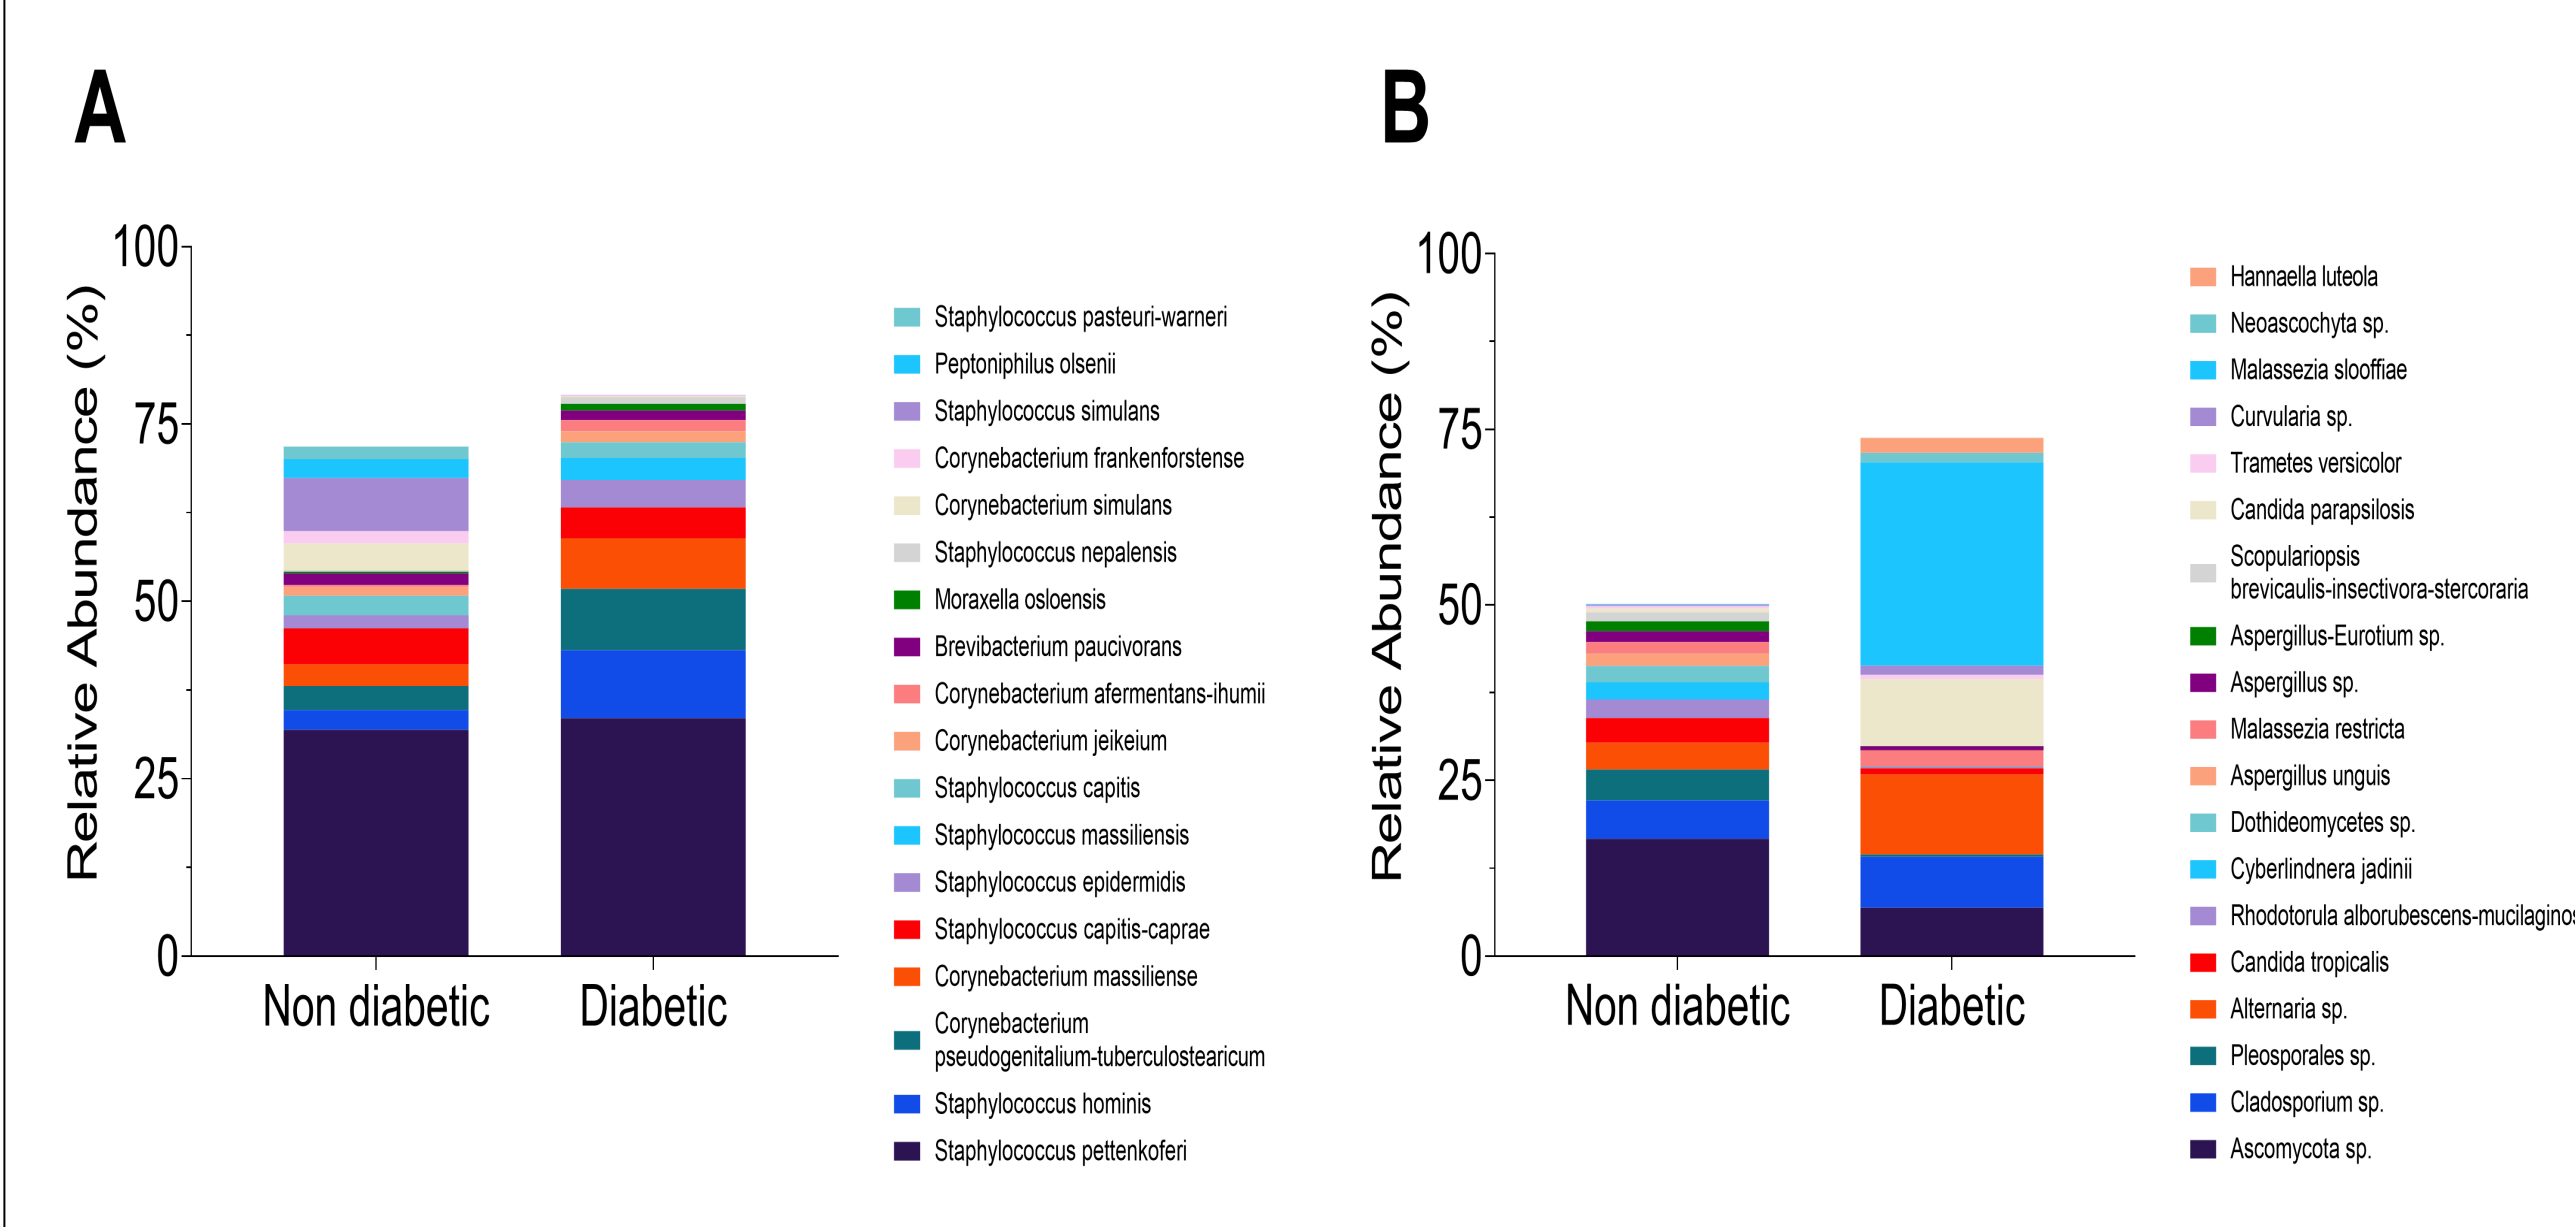 A
Relative Abundance (%)
100
75
50
25
0
Non diabetic
Diabetic
Staphylococcus pasteuri-warneri
Peptoniphilus olsenii
Staphylococcus simulans
Corynebacterium frankenforstense
Corynebacterium simulans
Staphylococcus nepalensis
Moraxella osloensis
Brevibacterium paucivorans
Corynebacterium afermentans-ihumii
Corynebacterium jeikeium
Staphylococcus capitis
Staphylococcus massiliensis
Staphylococcus epidermidis
Staphylococcus capitis-caprae
Corynebacterium massiliense
Corynebacterium
pseudogenitalium-tuberculostearicum
Staphylococcus hominis
Staphylococcus pettenkoferi
B
Relative Abundance (%)
100
75
50
25
0
Non diabetic
Diabetic
Hannaella luteola
Neoascochyta sp.
Malassezia slooffiae
Curvularia sp.
Trametes versicolor
Candida parapsilosis
Scopulariopsis
brevicaulis-insectivora-stercoraria
Aspergillus-Eurotium sp.
Aspergillus sp.
Malassezia restricta
Aspergillus unguis
Dothideomycetes sp.
Cyberlindnera jadinii
Rhodotorula
Candida tropicalis
Alternaria sp.
Pleosporales sp.
Cladosporium sp.
Ascomycota sp.